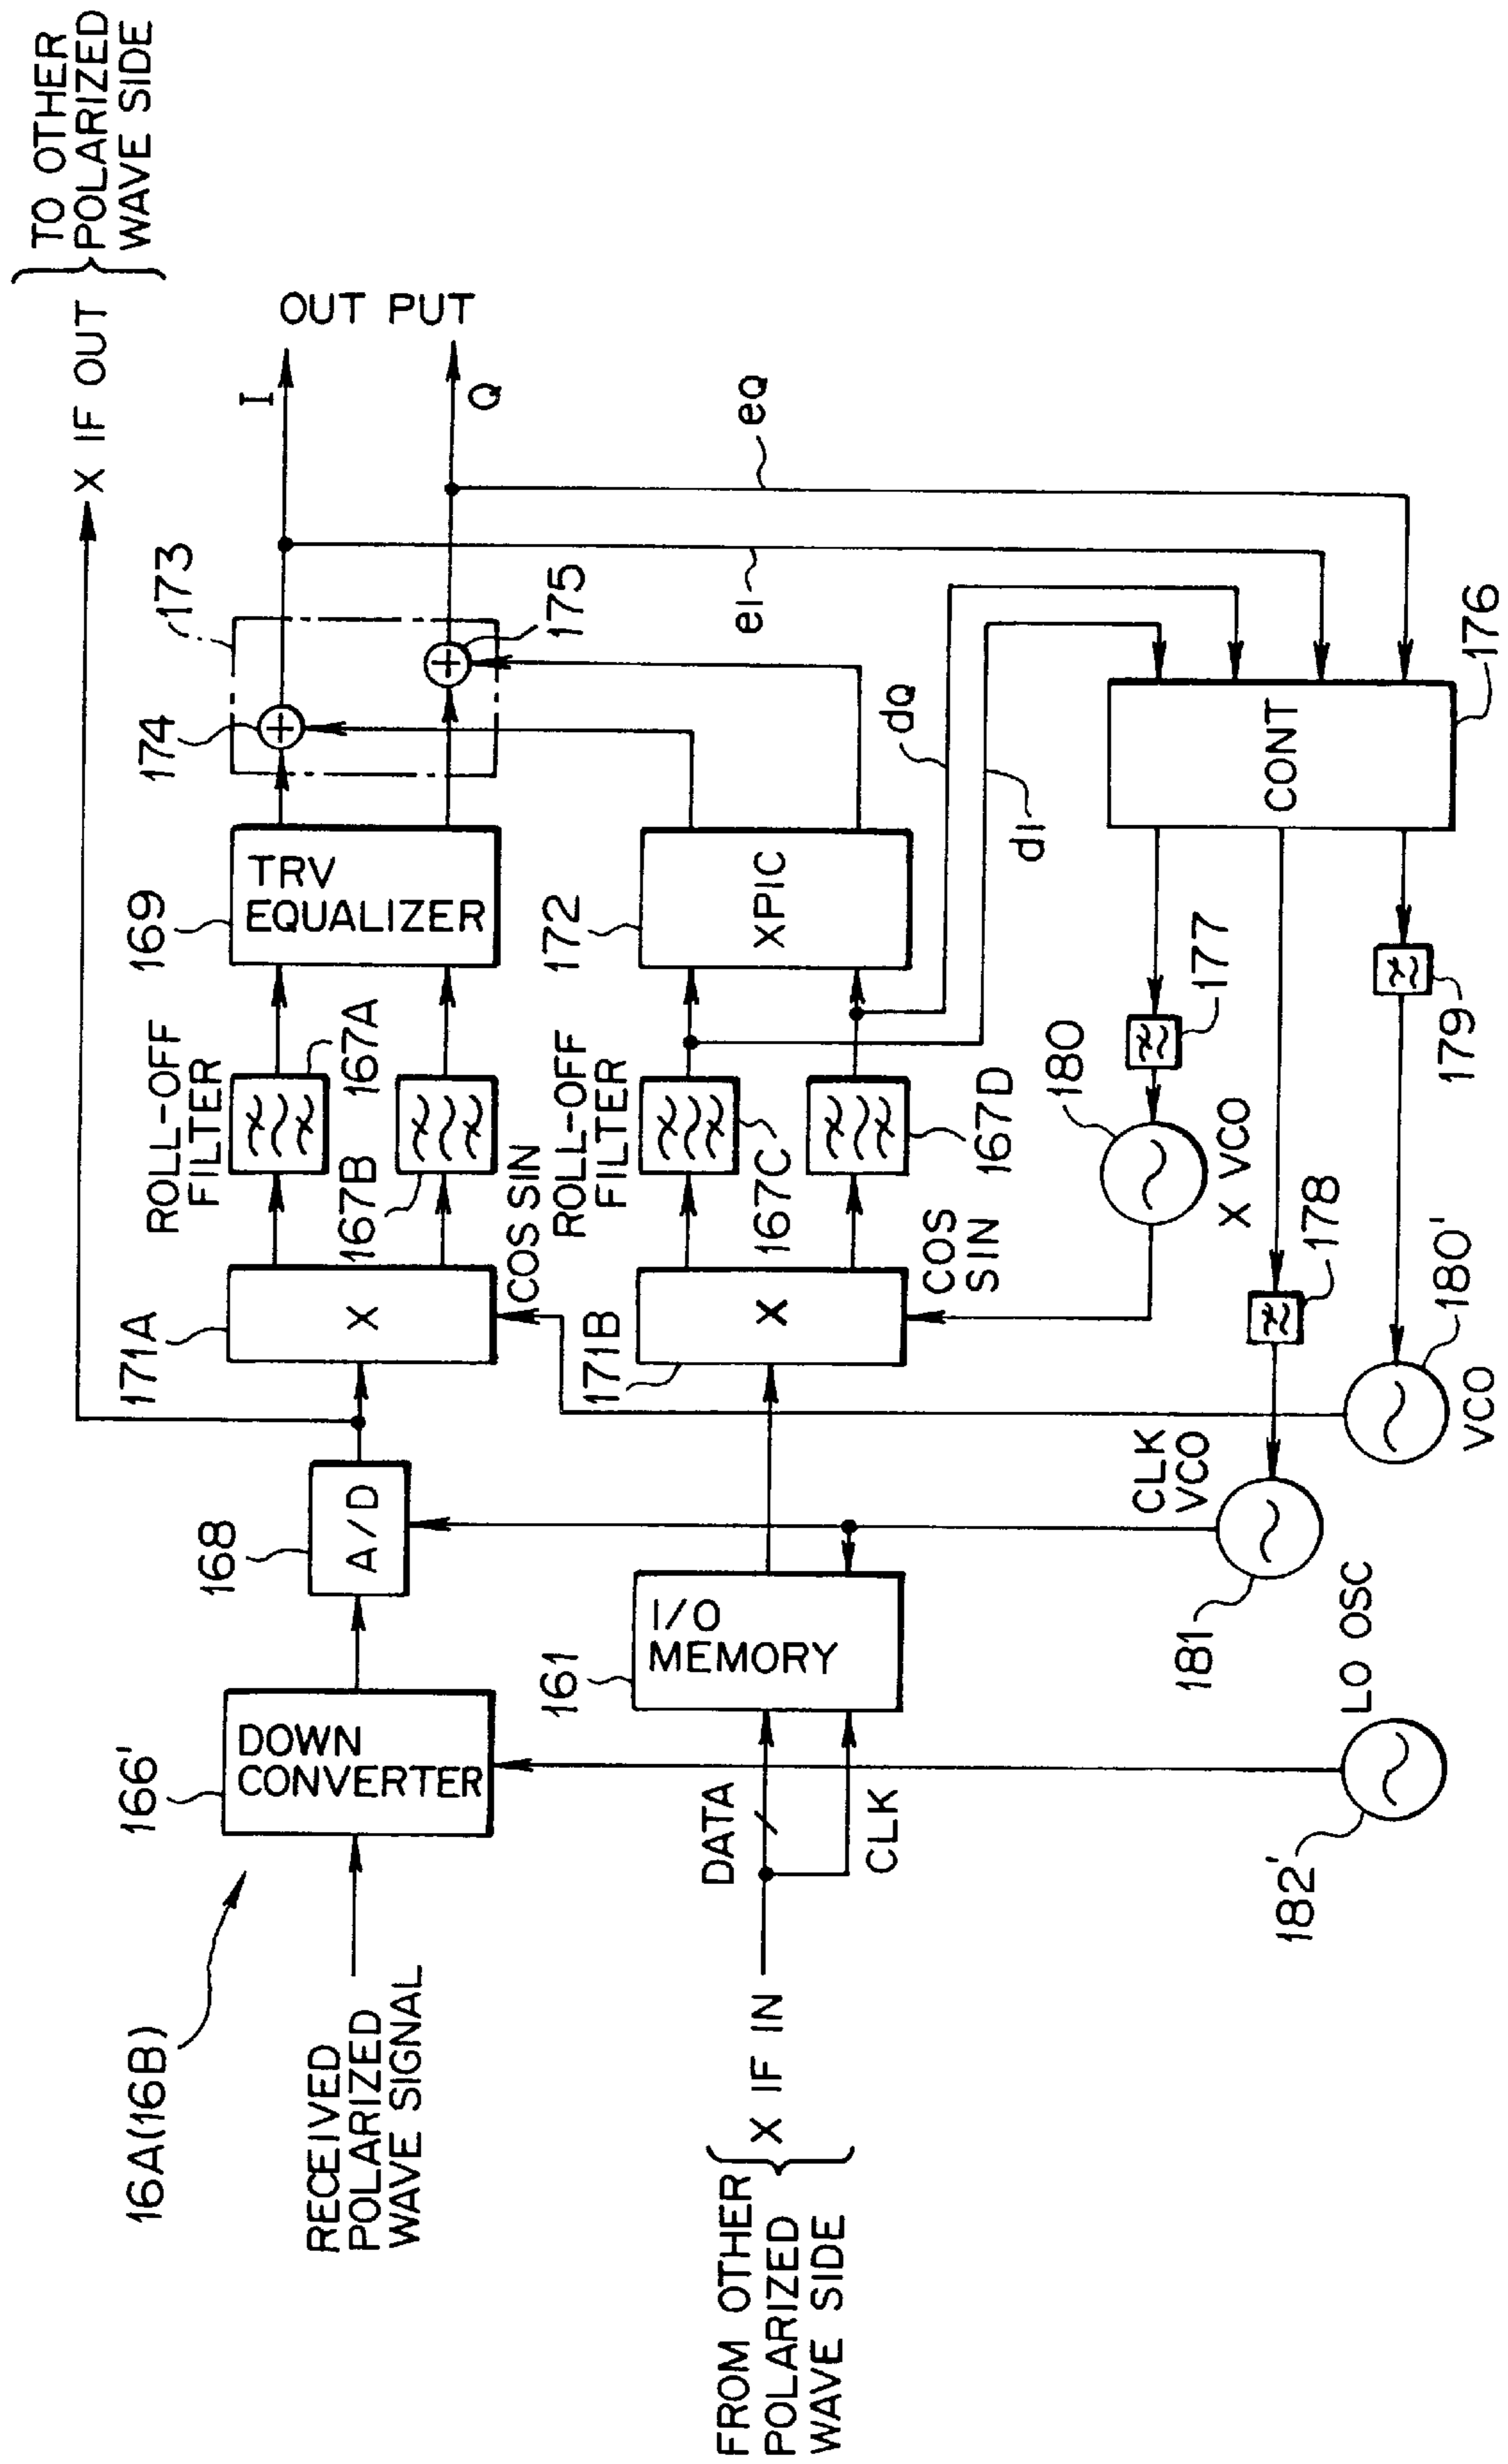 16A(16B)
RECEIVED
POLARIZED
WAVE SIGNAL
166'
DOWN
CONVERTER
168
A/D
171A
X
ROLL-OFF
FILTER
167A
167B
COS SIN
169
TRV
EQUALIZER
173
174
175
I
Q
OUT PUT
X IF OUT
TO OTHER
POLARIZED
WAVE SIDE
FROM OTHER
POLARIZED
WAVE SIDE
X IF IN
DATA
CLK
161
I/O
MEMORY
171B
X
COS
SIN
ROLL-OFF
FILTER
167C
167D
172
XPIC
dQ
dI
eI
eQ
CONT
176
177
180
X VCO
178
179
CLK
VCO
181
180'
VCO
LO OSC
182'